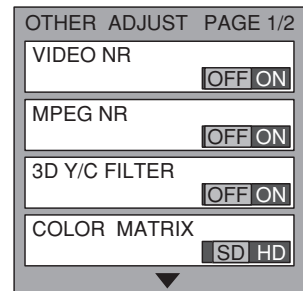 OTHER ADJUST PAGE 1/2
VIDEO NR
OFF ON
MPEG NR
OFF ON
3D Y/C FILTER
OFF ON
COLOR MATRIX
SD HD